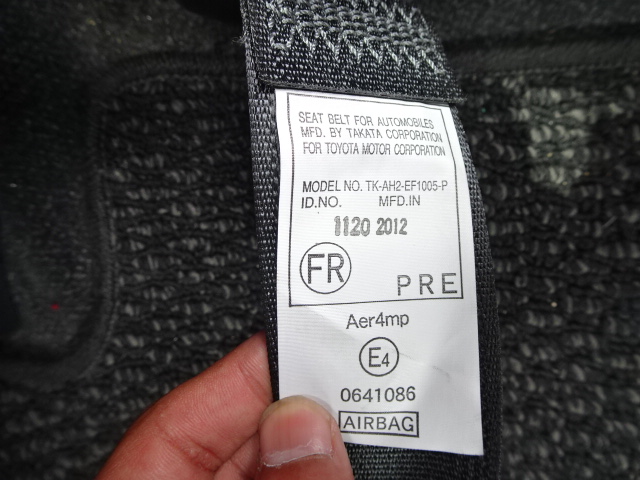 SEAT BELT FOR AUTOMOBILES
MFD. BY TAKATA CORPORATION
FOR TOYOTA MOTOR CORPORATION
MODEL NO. TK-AH2-EF1005-P
ID.NO. MFD.IN
1120 2012
FR
PRE
Aer4mp
E4
0641086
AIRBAG